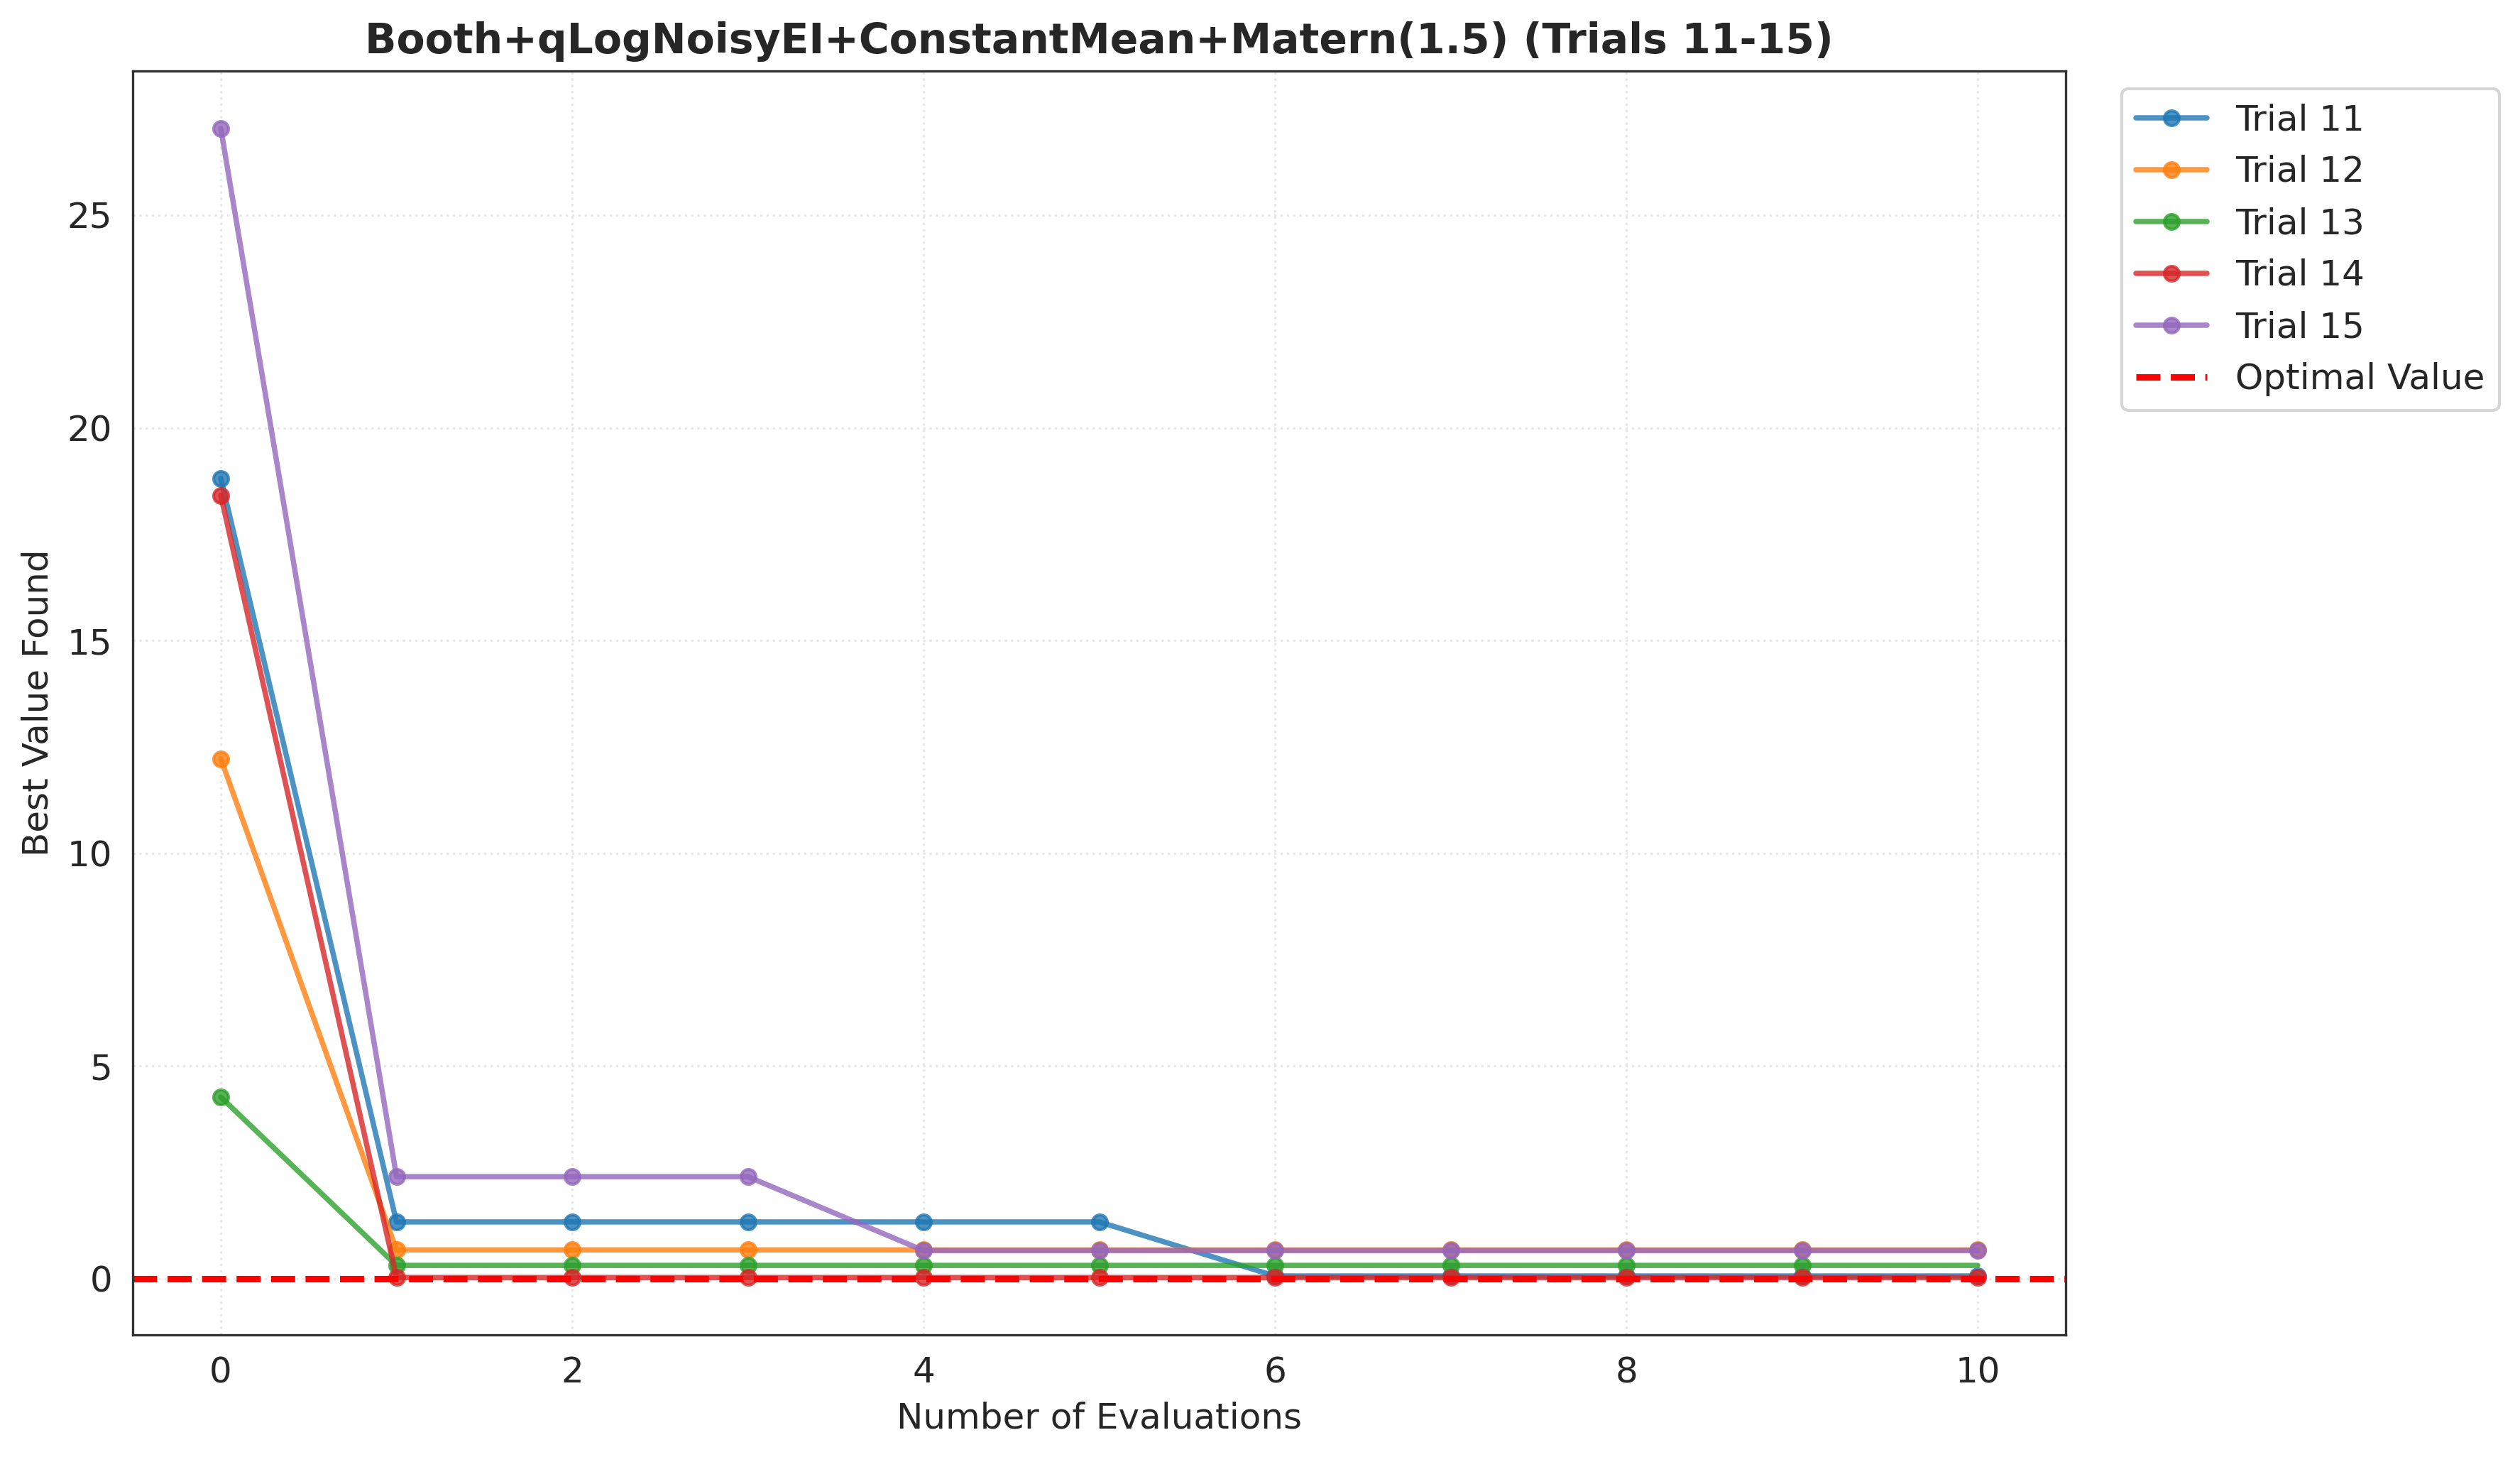 Booth+qLogNoisyEI+ConstantMean+Matern(1.5) (Trials 11-15)
Best Value Found
25
20
15
10
5
0
0 2 4 6 8 10
Number of Evaluations
Trial 11
Trial 12
Trial 13
Trial 14
Trial 15
Optimal Value